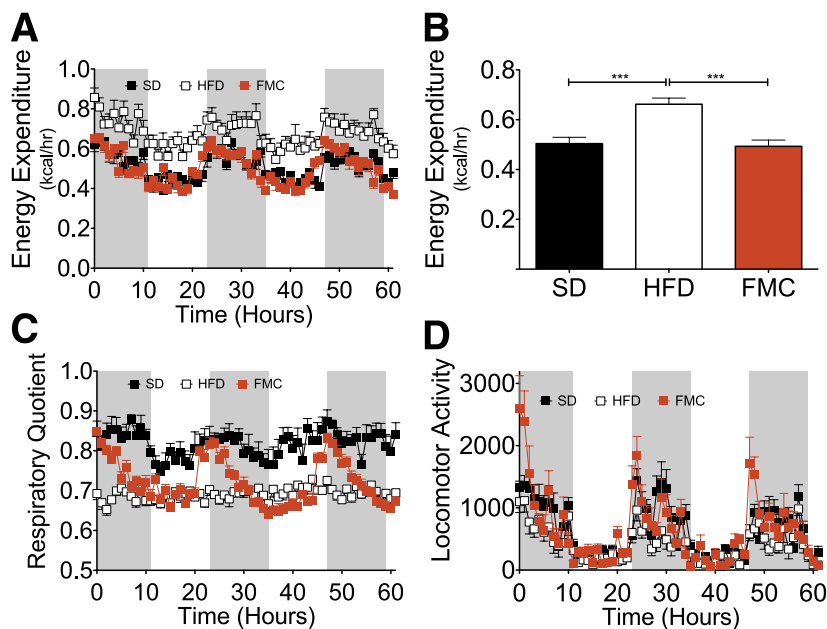 A
Energy Expenditure
(kcal/hr)
1.0
0.8
0.6
0.4
0.2
0.0
SD HFD FMC
0 10 20 30 40 50 60
Time (Hours)
B
Energy Expenditure
(kcal/hr)
0.8
0.6
0.4
0.2
*** ***
SD HFD FMC
C
Respiratory Quotient
1.0
0.9
0.8
0.7
0.6
0.5
SD HFD FMC
0 10 20 30 40 50 60
Time (Hours)
D
Locomotor Activity
3000
2000
1000
0
SD HFD FMC
0 10 20 30 40 50 60
Time (Hours)